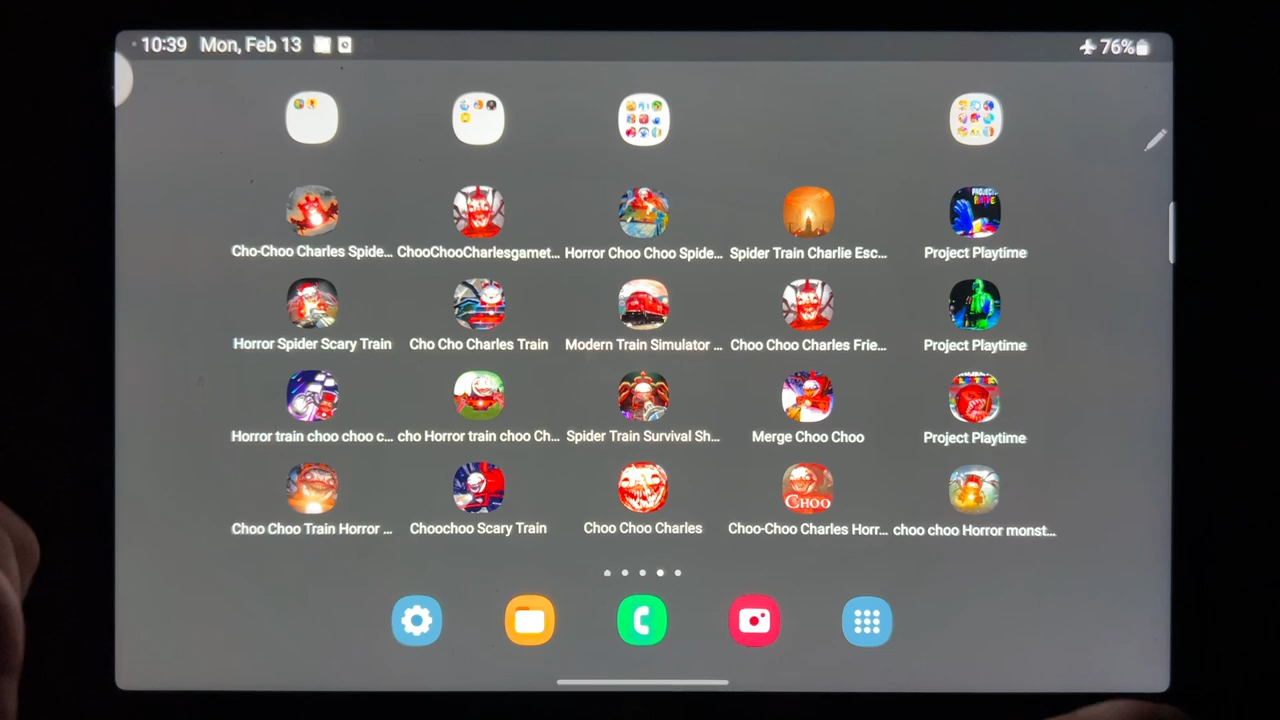 10:39 Mon, Feb 13
76%
Cho-Choo Charles Spide...
ChooChooCharlesgamet...
Horror Choo Choo Spide...
Spider Train Charlie Esc...
PROJECT
Project Playtime
Horror Spider Scary Train
Cho Cho Charles Train
Modern Train Simulator ...
Choo Choo Charles Frie...
Project Playtime
Horror train choo choo c...
cho Horror train choo Ch...
Spider Train Survival Sh...
Merge Choo Choo
Project Playtime
Choo Choo Train Horror ...
Choochoo Scary Train
Choo Choo Charles
CHOO
Choo-Choo Charles Horr...
choo choo Horror monst...